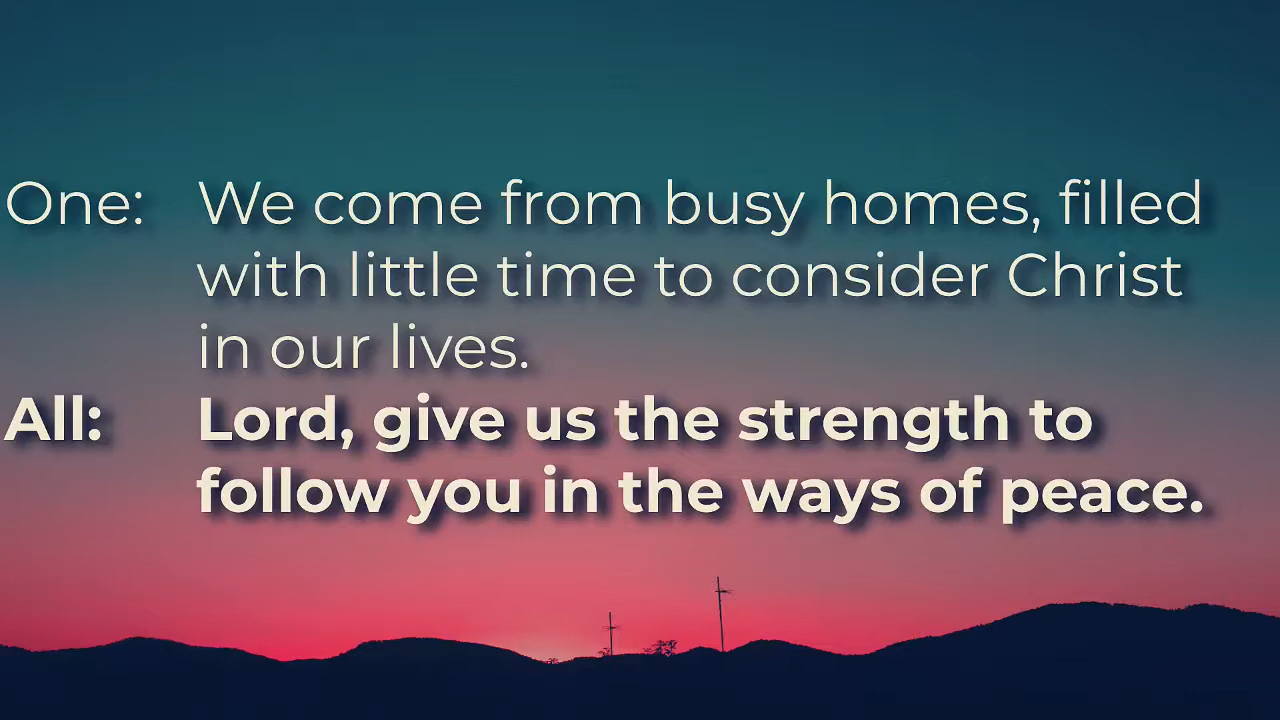 One: We come from busy homes, filled
with little time to consider Christ
in our lives.
All: Lord, give us the strength to
follow you in the ways of peace.